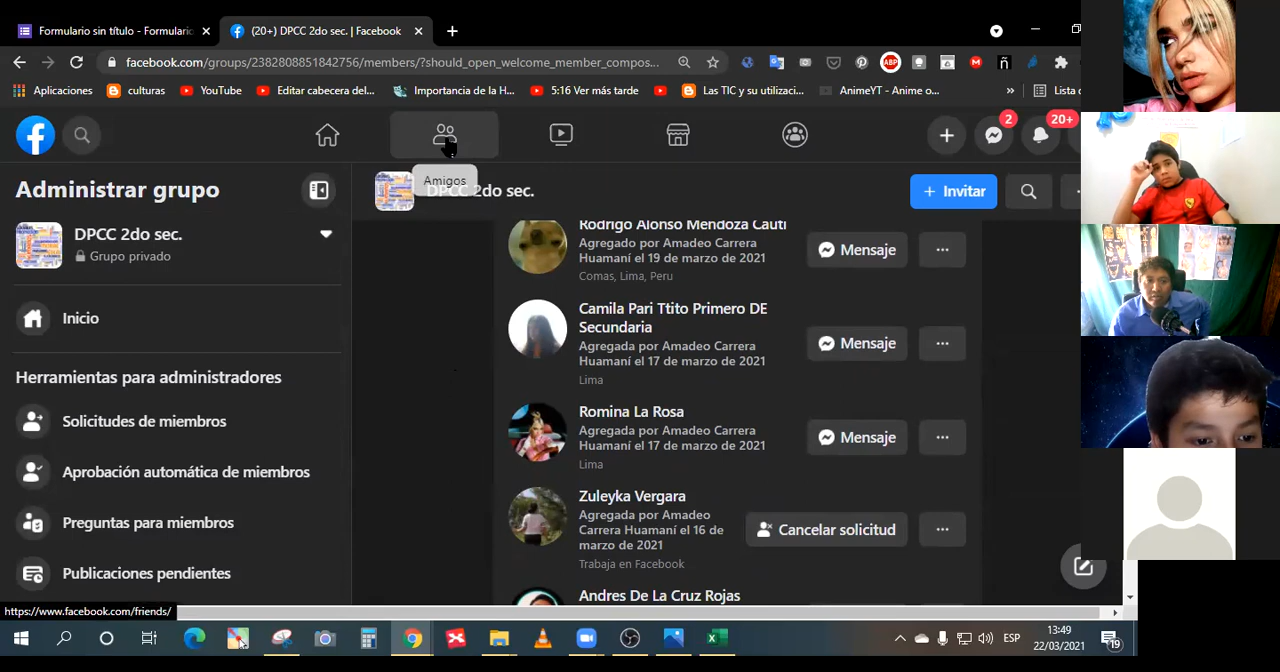 Formulario sin título - Formulario
(20+) DPCC 2do sec. | Facebook
facebook.com/groups/2382808851842756/members/?should_open_welcome_member_compos...
ABP
M
ñ
Aplicaciones
culturas
YouTube
Editar cabecera del...
Importancia de la H...
5:16 Ver más tarde
Las TIC y su utilizaci...
AnimeYT - Anime o...
»
Lista d
2
20+
Amigos
Administrar grupo
DPCC 2do sec.
Grupo privado
Inicio
Herramientas para administradores
Solicitudes de miembros
Aprobación automática de miembros
Preguntas para miembros
Publicaciones pendientes
https://www.facebook.com/friends/
DPCC 2do sec.
+ Invitar
Rodrigo Alonso Mendoza Cauti
Agregado por Amadeo Carrera
Huamaní el 19 de marzo de 2021
Comas, Lima, Peru
Mensaje
Camila Pari Ttito Primero DE
Secundaria
Agregada por Amadeo Carrera
Huamaní el 17 de marzo de 2021
Lima
Mensaje
Romina La Rosa
Agregada por Amadeo Carrera
Huamaní el 17 de marzo de 2021
Lima
Mensaje
Zuleyka Vergara
Agregada por Amadeo
Carrera Huamaní el 16 de
marzo de 2021
Trabaja en Facebook
Cancelar solicitud
Andres De La Cruz Rojas
ESP
13:49
22/03/2021
19